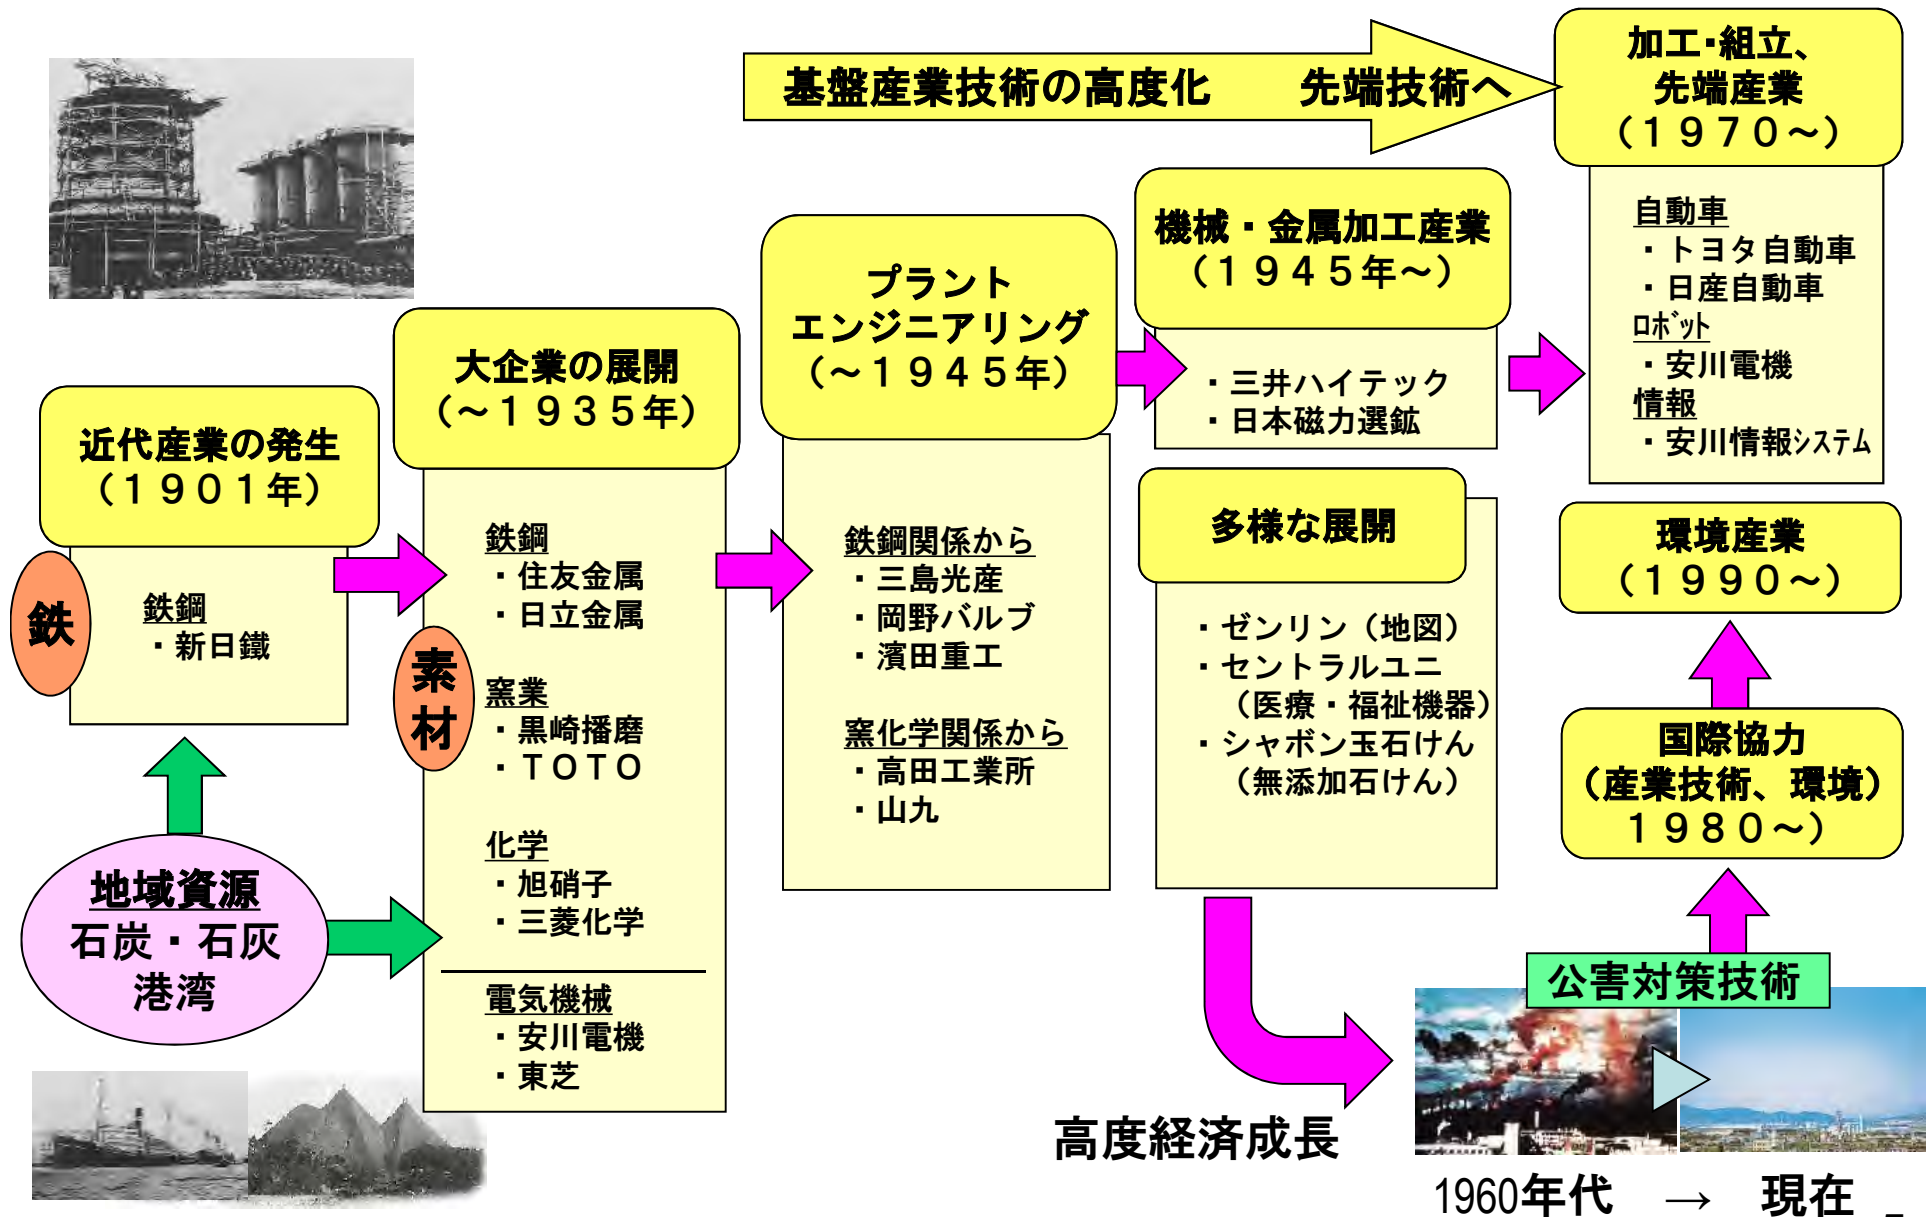 基盤産業技術の高度化　先端技術へ
加工・組立、
先端産業
（１９７０～）
自動車
・トヨタ自動車
・日産自動車
ﾛﾎﾞｯﾄ
・安川電機
情報
・安川情報ｼｽﾃﾑ
機械・金属加工産業
（１９４５年～）
・三井ハイテック
・日本磁力選鉱
プラント
エンジニアリング
（～１９４５年）
鉄鋼関係から
・三島光産
・岡野バルブ
・濱田重工
窯化学関係から
・高田工業所
・山九
大企業の展開
（～１９３５年）
素
材
鉄鋼
・住友金属
・日立金属
窯業
・黒崎播磨
・ＴＯＴＯ
化学
・旭硝子
・三菱化学
電気機械
・安川電機
・東芝
近代産業の発生
（１９０１年）
鉄
鉄鋼
・新日鐵
地域資源
石炭・石灰
港湾
多様な展開
・ゼンリン（地図）
・セントラルユニ
（医療・福祉機器）
・シャボン玉石けん
（無添加石けん）
環境産業
（１９９０～）
国際協力
（産業技術、環境）
１９８０～）
公害対策技術
高度経済成長
1960年代　→　現在